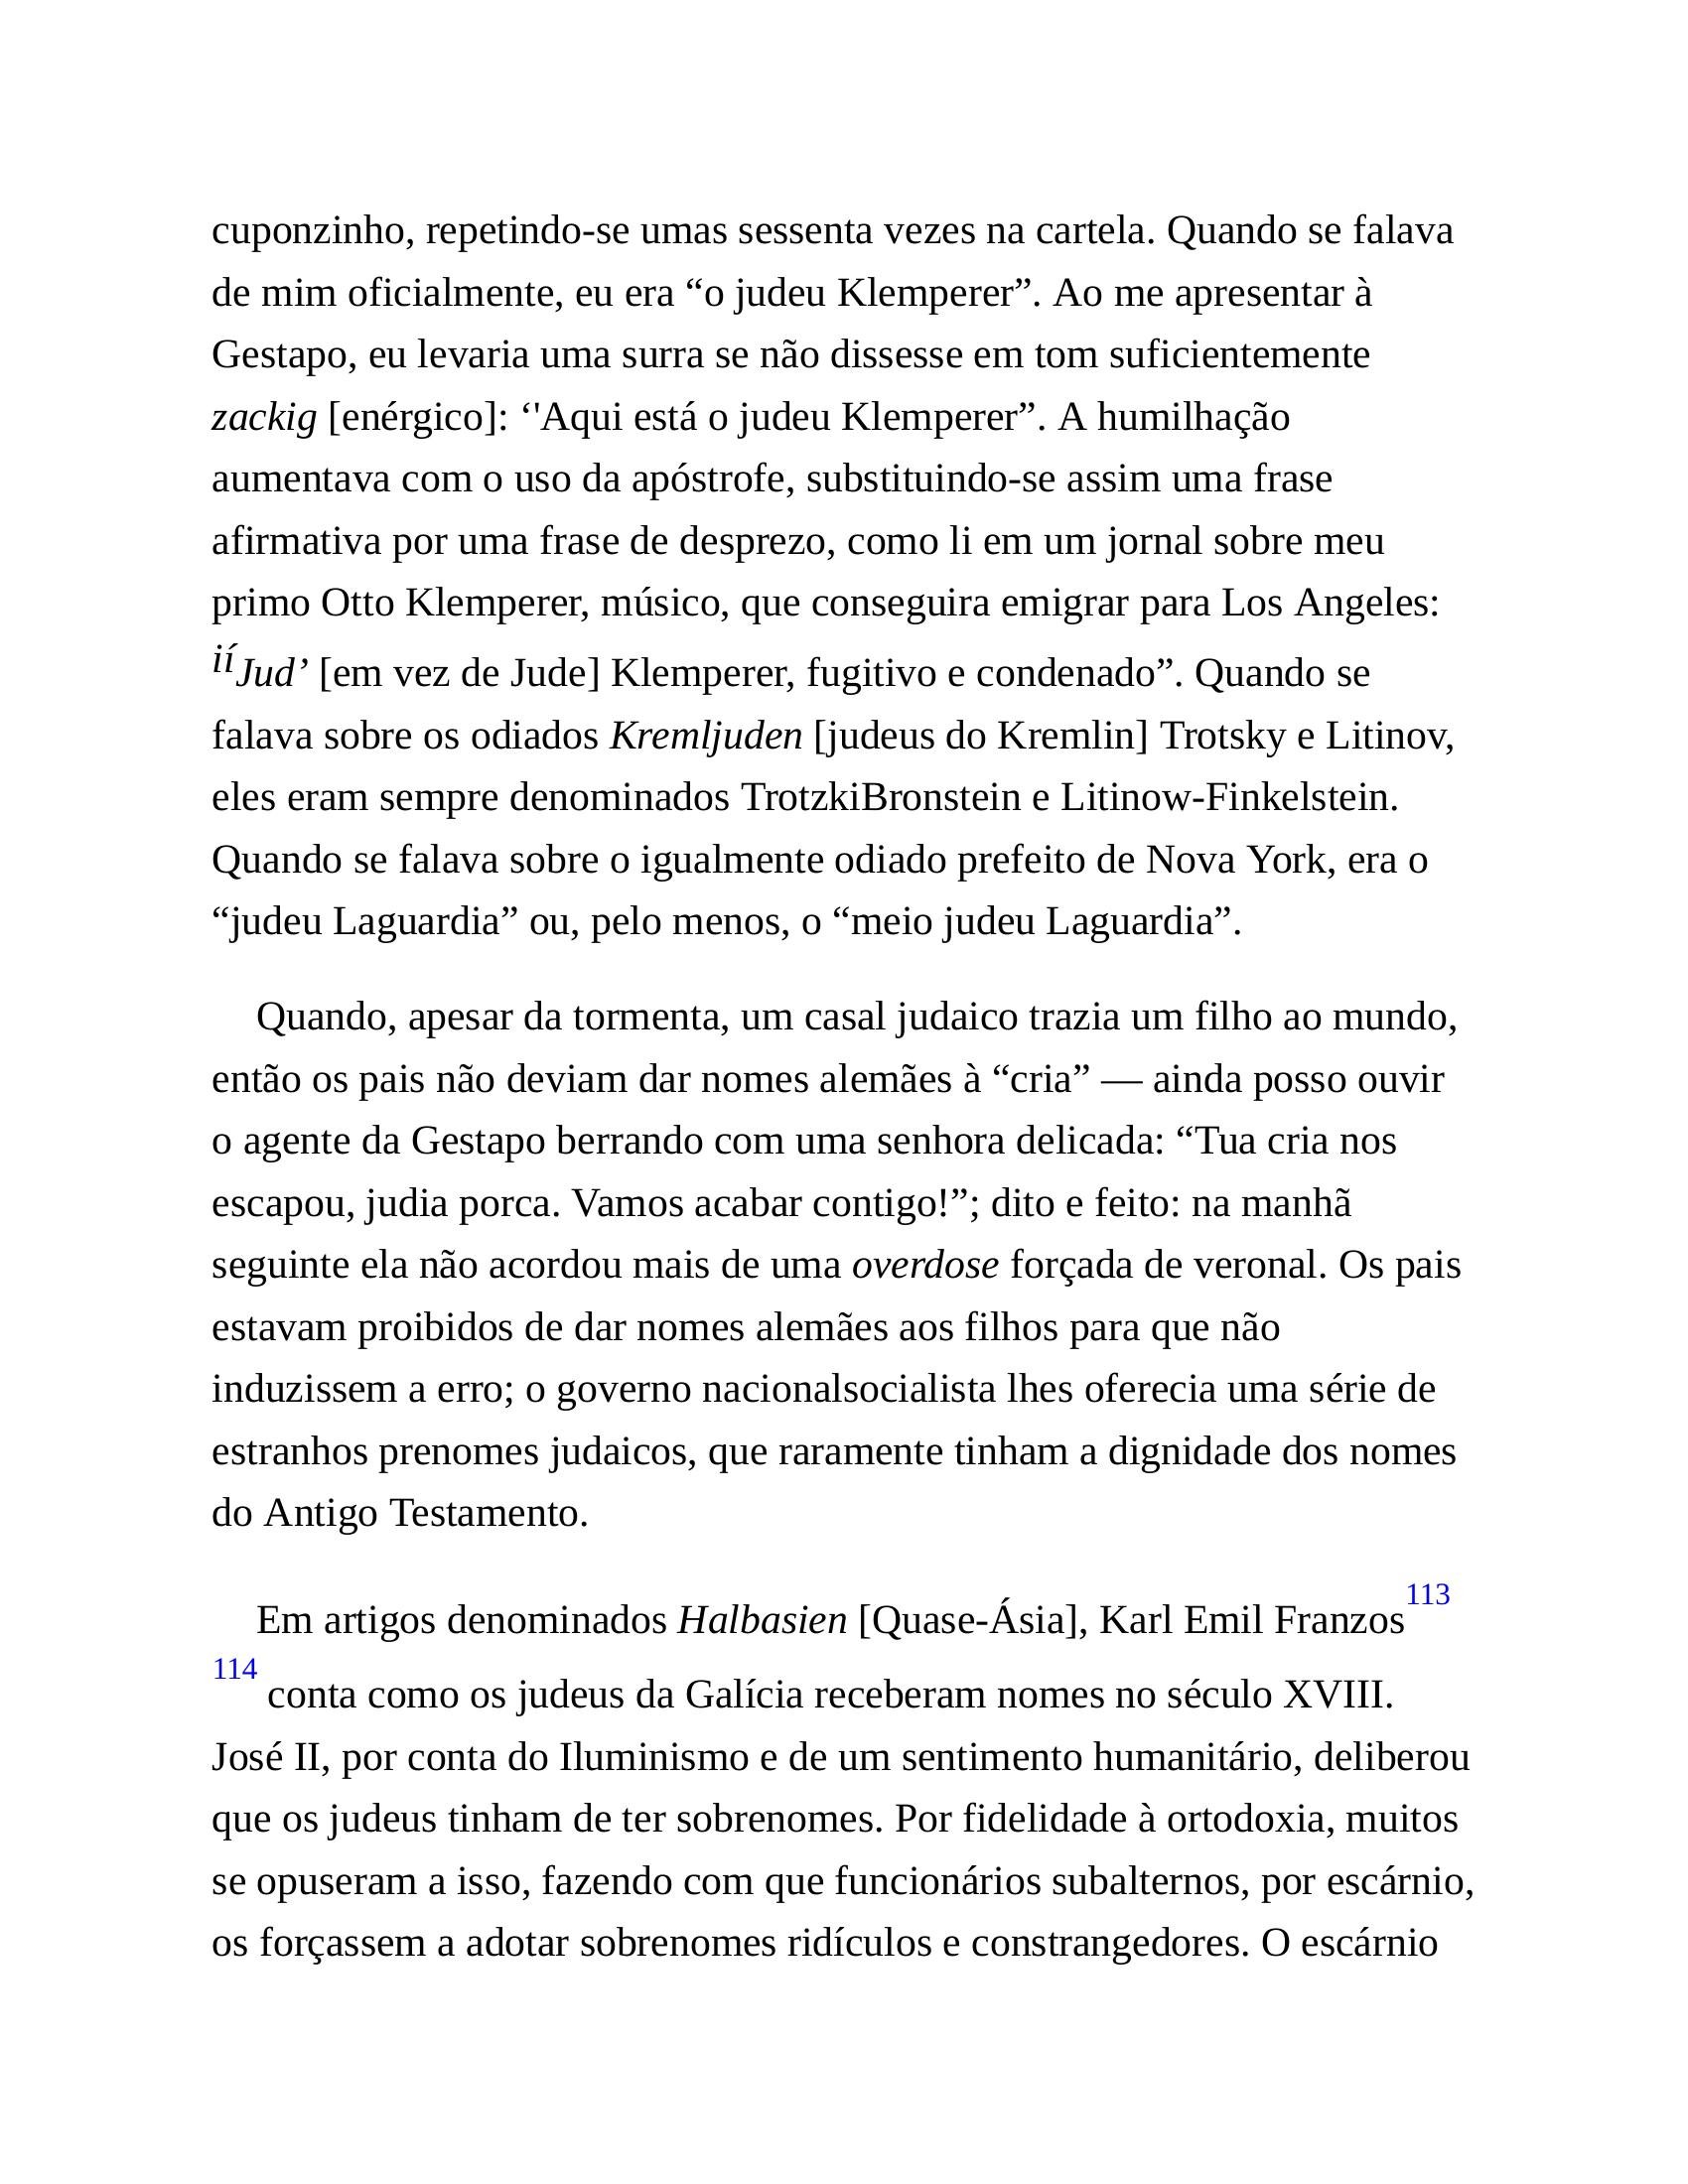 cuponzinho, repetindo-se umas sessenta vezes na cartela. Quando se falava
de mim oficialmente, eu era “o judeu Klemperer”. Ao me apresentar à
Gestapo, eu levaria uma surra se não dissesse em tom suficientemente
zackig [enérgico]: ‘'Aqui está o judeu Klemperer”. A humilhação
aumentava com o uso da apóstrofe, substituindo-se assim uma frase
afirmativa por uma frase de desprezo, como li em um jornal sobre meu
primo Otto Klemperer, músico, que conseguira emigrar para Los Angeles:
iíJud’ [em vez de Jude] Klemperer, fugitivo e condenado”. Quando se
falava sobre os odiados Kremljuden [judeus do Kremlin] Trotsky e Litinov,
eles eram sempre denominados TrotzkiBronstein e Litinow-Finkelstein.
Quando se falava sobre o igualmente odiado prefeito de Nova York, era o
“judeu Laguardia” ou, pelo menos, o “meio judeu Laguardia”.
Quando, apesar da tormenta, um casal judaico trazia um filho ao mundo,
então os pais não deviam dar nomes alemães à “cria” — ainda posso ouvir
o agente da Gestapo berrando com uma senhora delicada: “Tua cria nos
escapou, judia porca. Vamos acabar contigo!”; dito e feito: na manhã
seguinte ela não acordou mais de uma overdose forçada de veronal. Os pais
estavam proibidos de dar nomes alemães aos filhos para que não
induzissem a erro; o governo nacionalsocialista lhes oferecia uma série de
estranhos prenomes judaicos, que raramente tinham a dignidade dos nomes
do Antigo Testamento.
Em artigos denominados Halbasien [Quase-Ásia], Karl Emil Franzos113
114 conta como os judeus da Galícia receberam nomes no século XVIII.
José II, por conta do Iluminismo e de um sentimento humanitário, deliberou
que os judeus tinham de ter sobrenomes. Por fidelidade à ortodoxia, muitos
se opuseram a isso, fazendo com que funcionários subalternos, por escárnio,
os forçassem a adotar sobrenomes ridículos e constrangedores. O escárnio